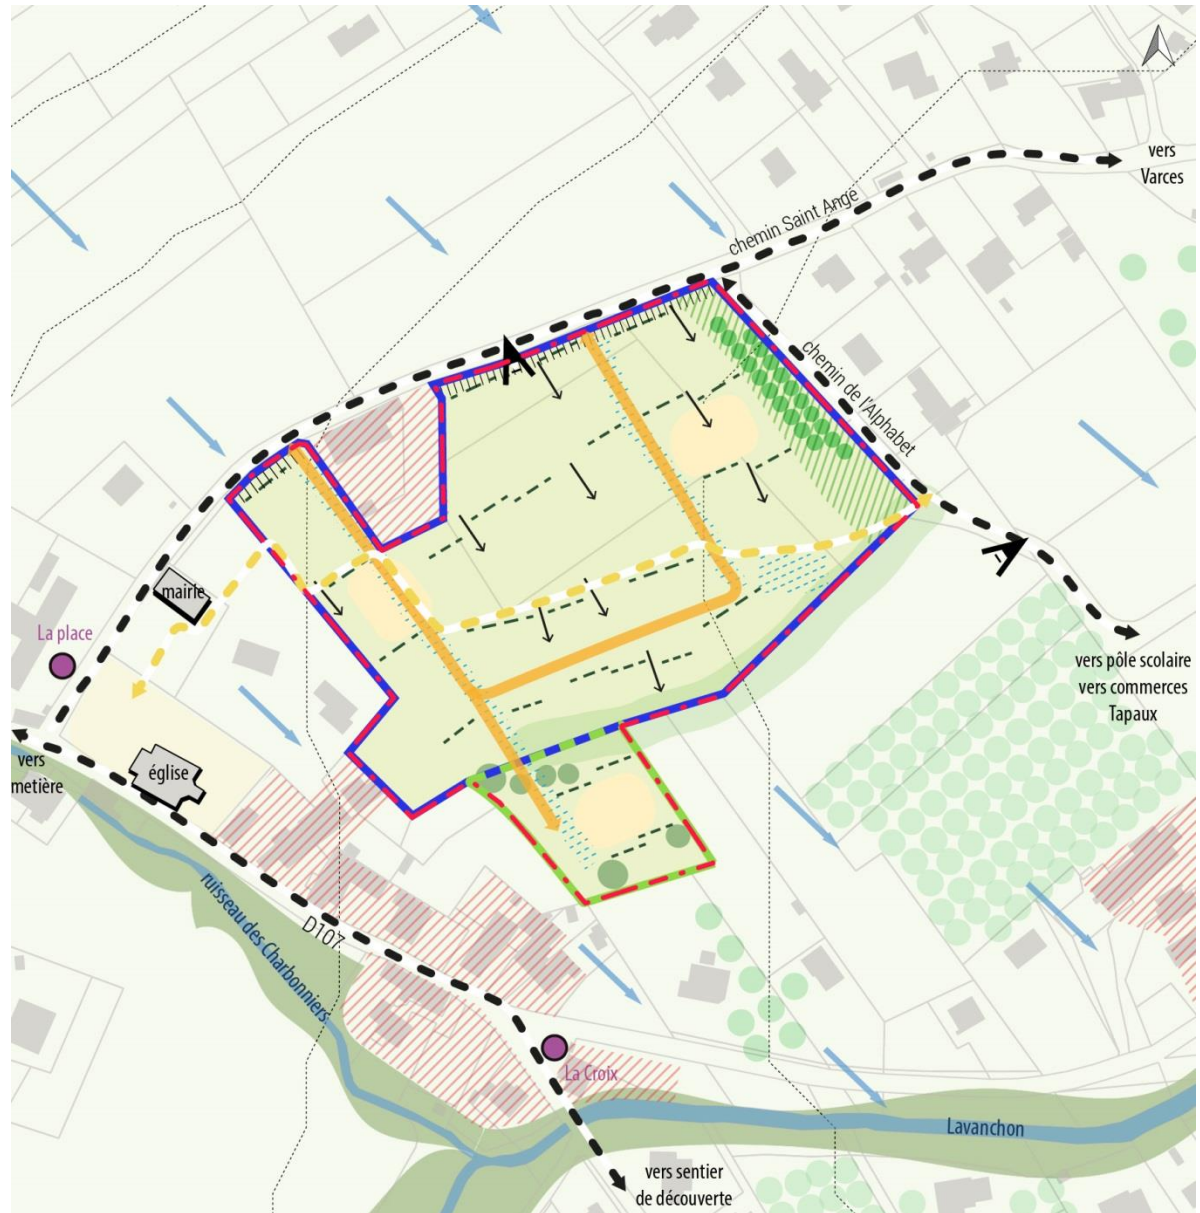 vers
Varces
chemin Saint Ange
chemin de l'Alphabet
mairie
La place
vers pôle scolaire
vers commerces
Tapaux
vers
metière
église
ruisseau des Charbonniers
D107
La Croix
Lavanchon
vers sentier
de découverte